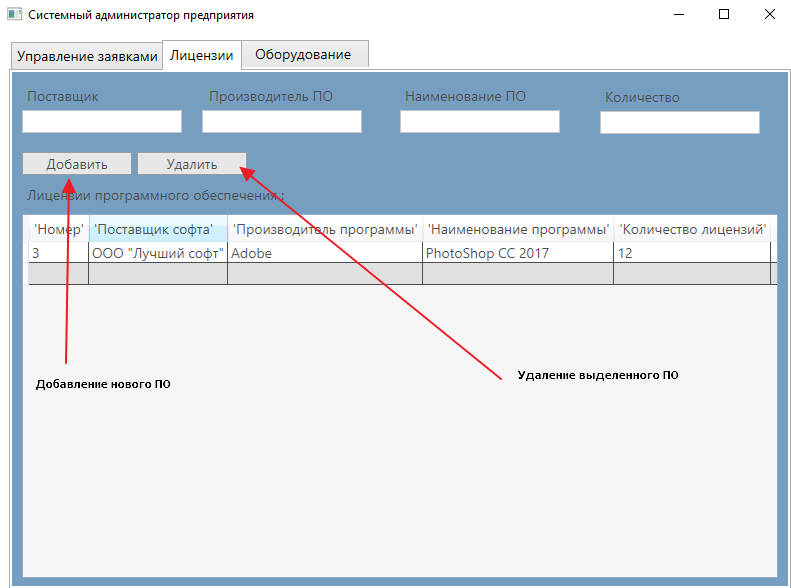 Системный администратор предприятия
Управление заявками Лицензии Оборудование
Поставщик Производитель ПО Наименование ПО Количество
Добавить Удалить
Лицензии программного обеспечения :
'Номер' 'Поставщик софта' 'Производитель программы' 'Наименование программы' 'Количество лицензий'
3 ООО "Лучший софт" Adobe PhotoShop CC 2017 12
Удаление выделенного ПО
Добавление нового ПО